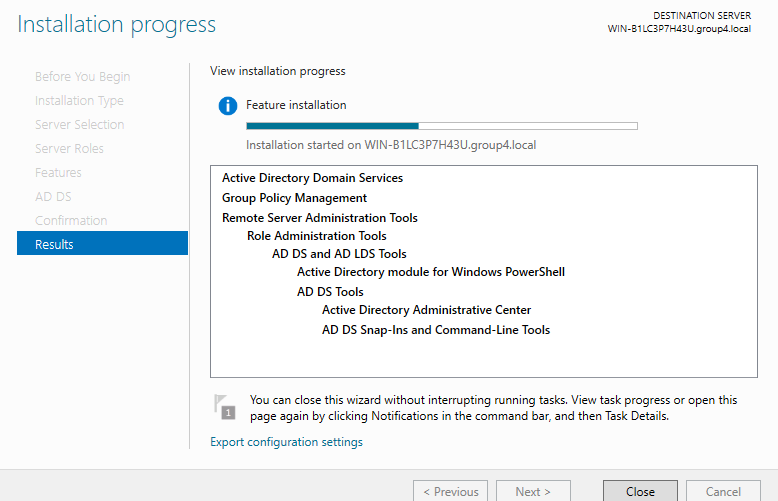 Installation progress
DESTINATION SERVER
WIN-B1LC3P7H43U.group4.local
Before You Begin
Installation Type
Server Selection
Server Roles
Features
AD DS
Confirmation
Results
View installation progress
Feature installation
Installation started on WIN-B1LC3P7H43U.group4.local
Active Directory Domain Services
Group Policy Management
Remote Server Administration Tools
Role Administration Tools
AD DS and AD LDS Tools
Active Directory module for Windows PowerShell
AD DS Tools
Active Directory Administrative Center
AD DS Snap-Ins and Command-Line Tools
1
You can close this wizard without interrupting running tasks. View task progress or open this
page again by clicking Notifications in the command bar, and then Task Details.
Export configuration settings
< Previous
Next >
Close
Cancel